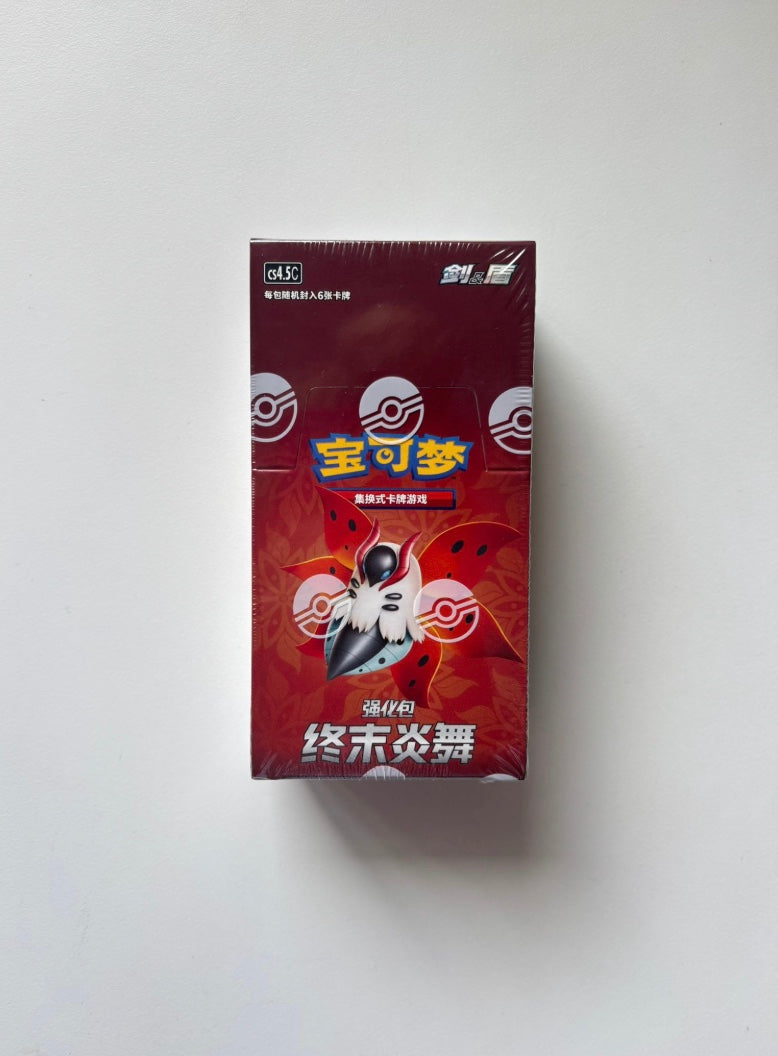 cs4.5C
剑&盾
每包随机封入6张卡牌
宝可梦
集换式卡牌游戏
强化包
终末炎舞